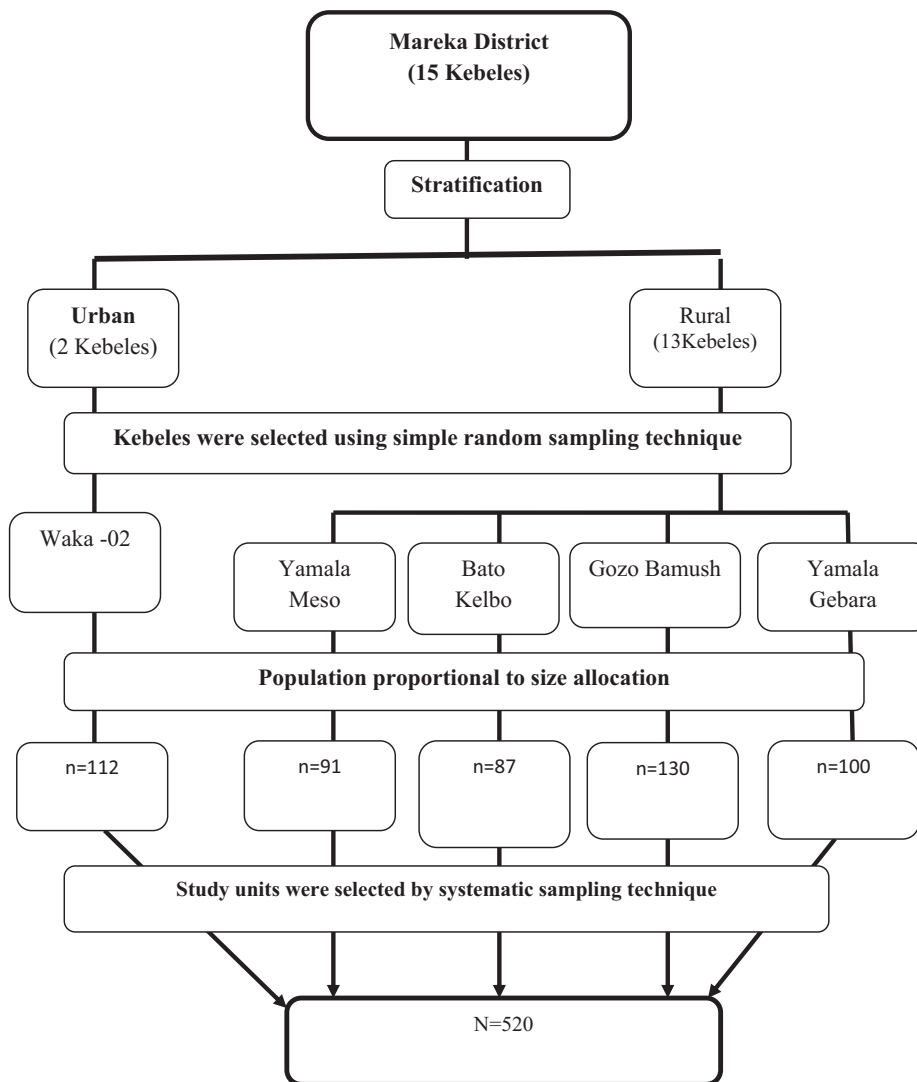 Mareka District
(15 Kebeles)
Stratification
Urban
(2 Kebeles)
Rural
(13Kebeles)
Kebeles were selected using simple random sampling technique
Waka -02
Yamala
Meso
Bato
Kelbo
Gozo Bamush
Yamala
Gebara
Population proportional to size allocation
n=112
n=91
n=87
n=130
n=100
Study units were selected by systematic sampling technique
N=520